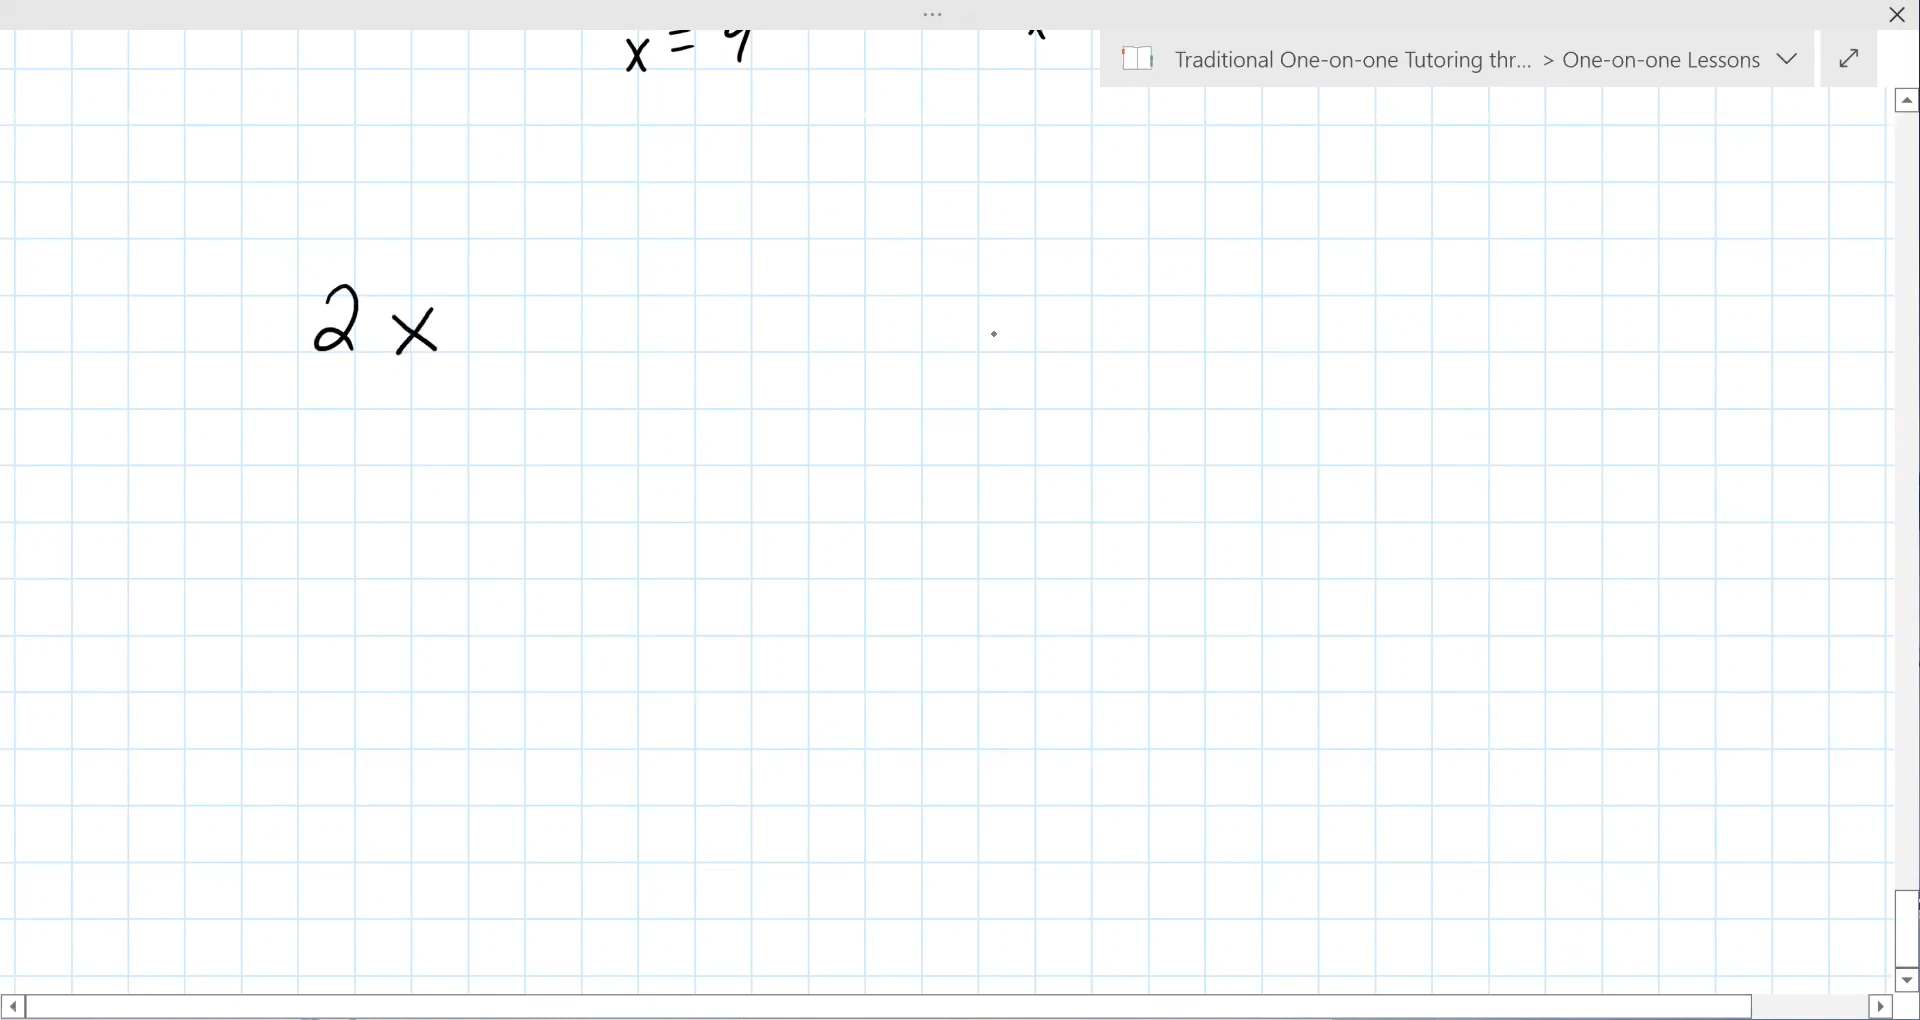 ...
Traditional One-on-one Tutoring thr... > One-on-one Lessons
x = 9
2x